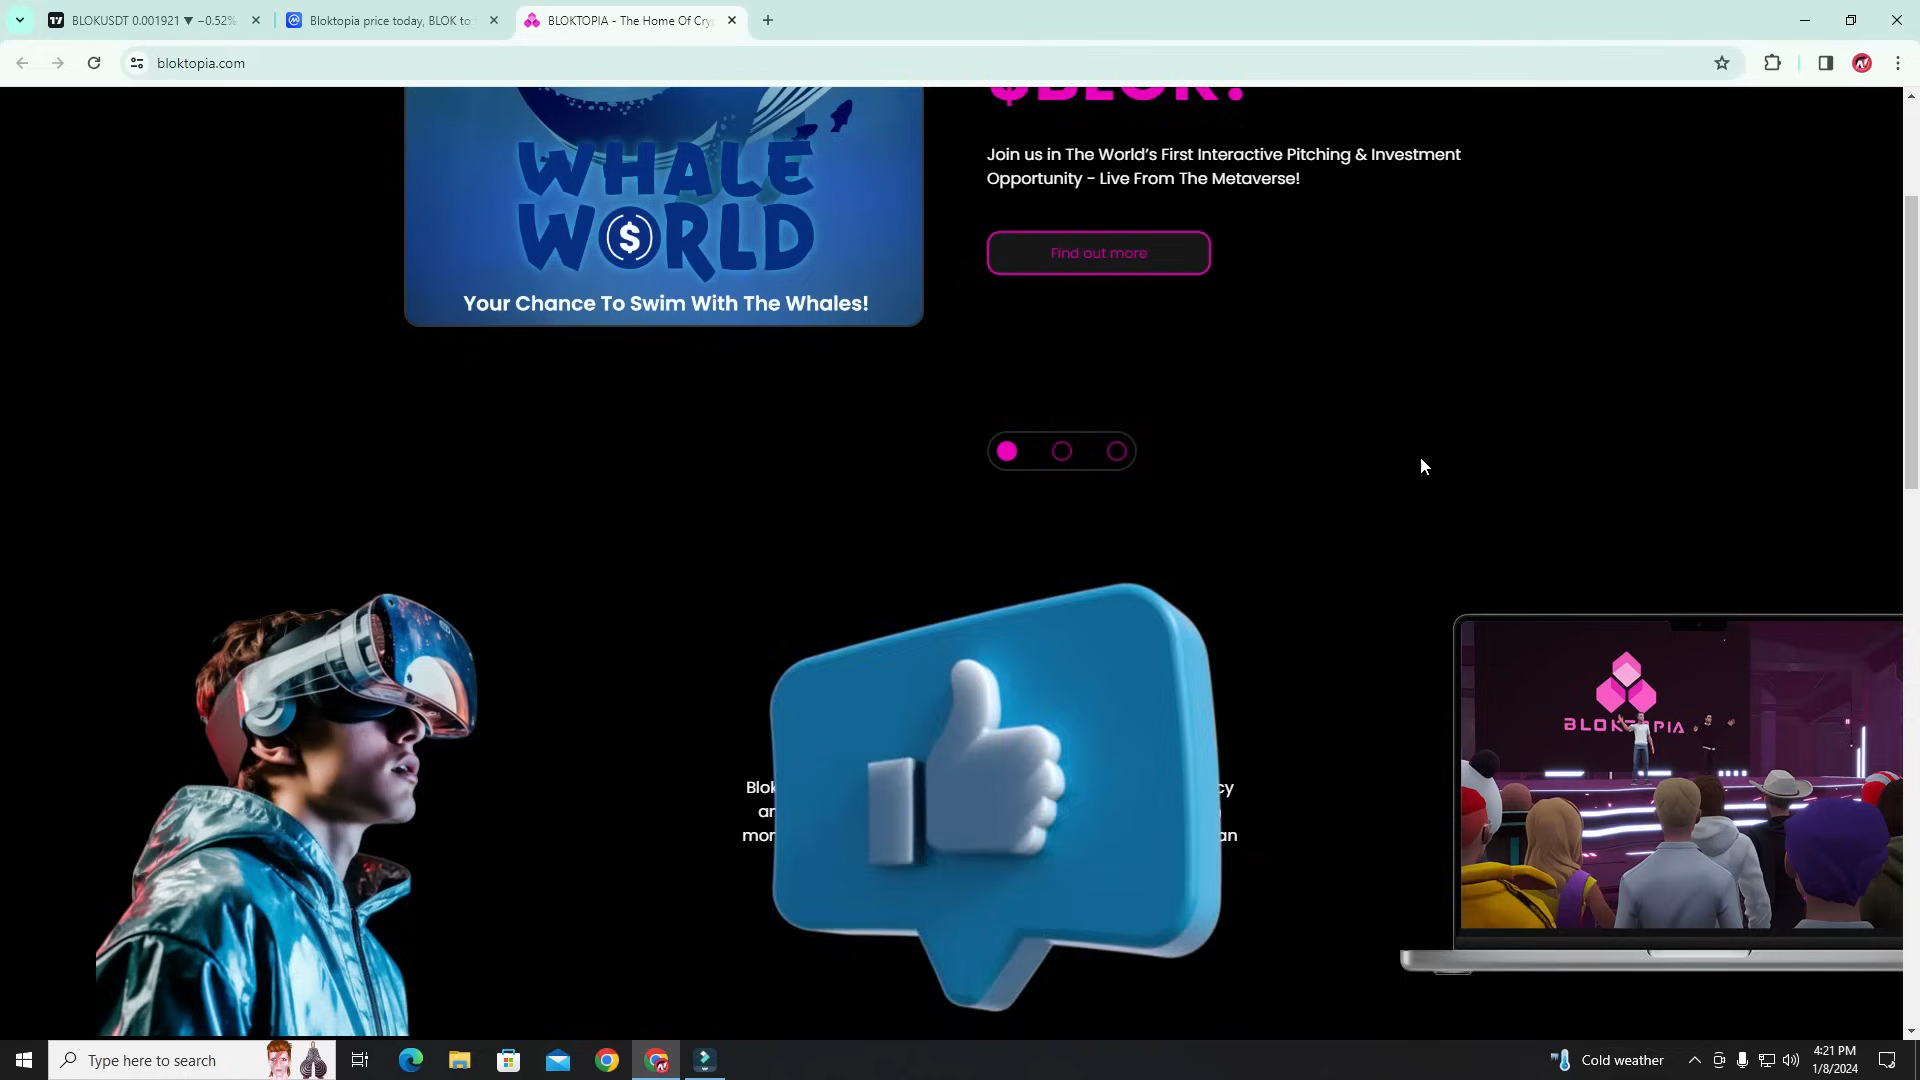 BLOKUSDT 0.001921 ▼ −0.52%
Bloktopia price today, BLOK to
BLOKTOPIA - The Home Of Cry
bloktopia.com
$BLOK?
WHALE
WORLD
Your Chance To Swim With The Whales!
Join us in The World's First Interactive Pitching & Investment
Opportunity - Live From The Metaverse!
Find out more
BLOKTOPIA
Type here to search
Cold weather
4:21 PM
1/8/2024